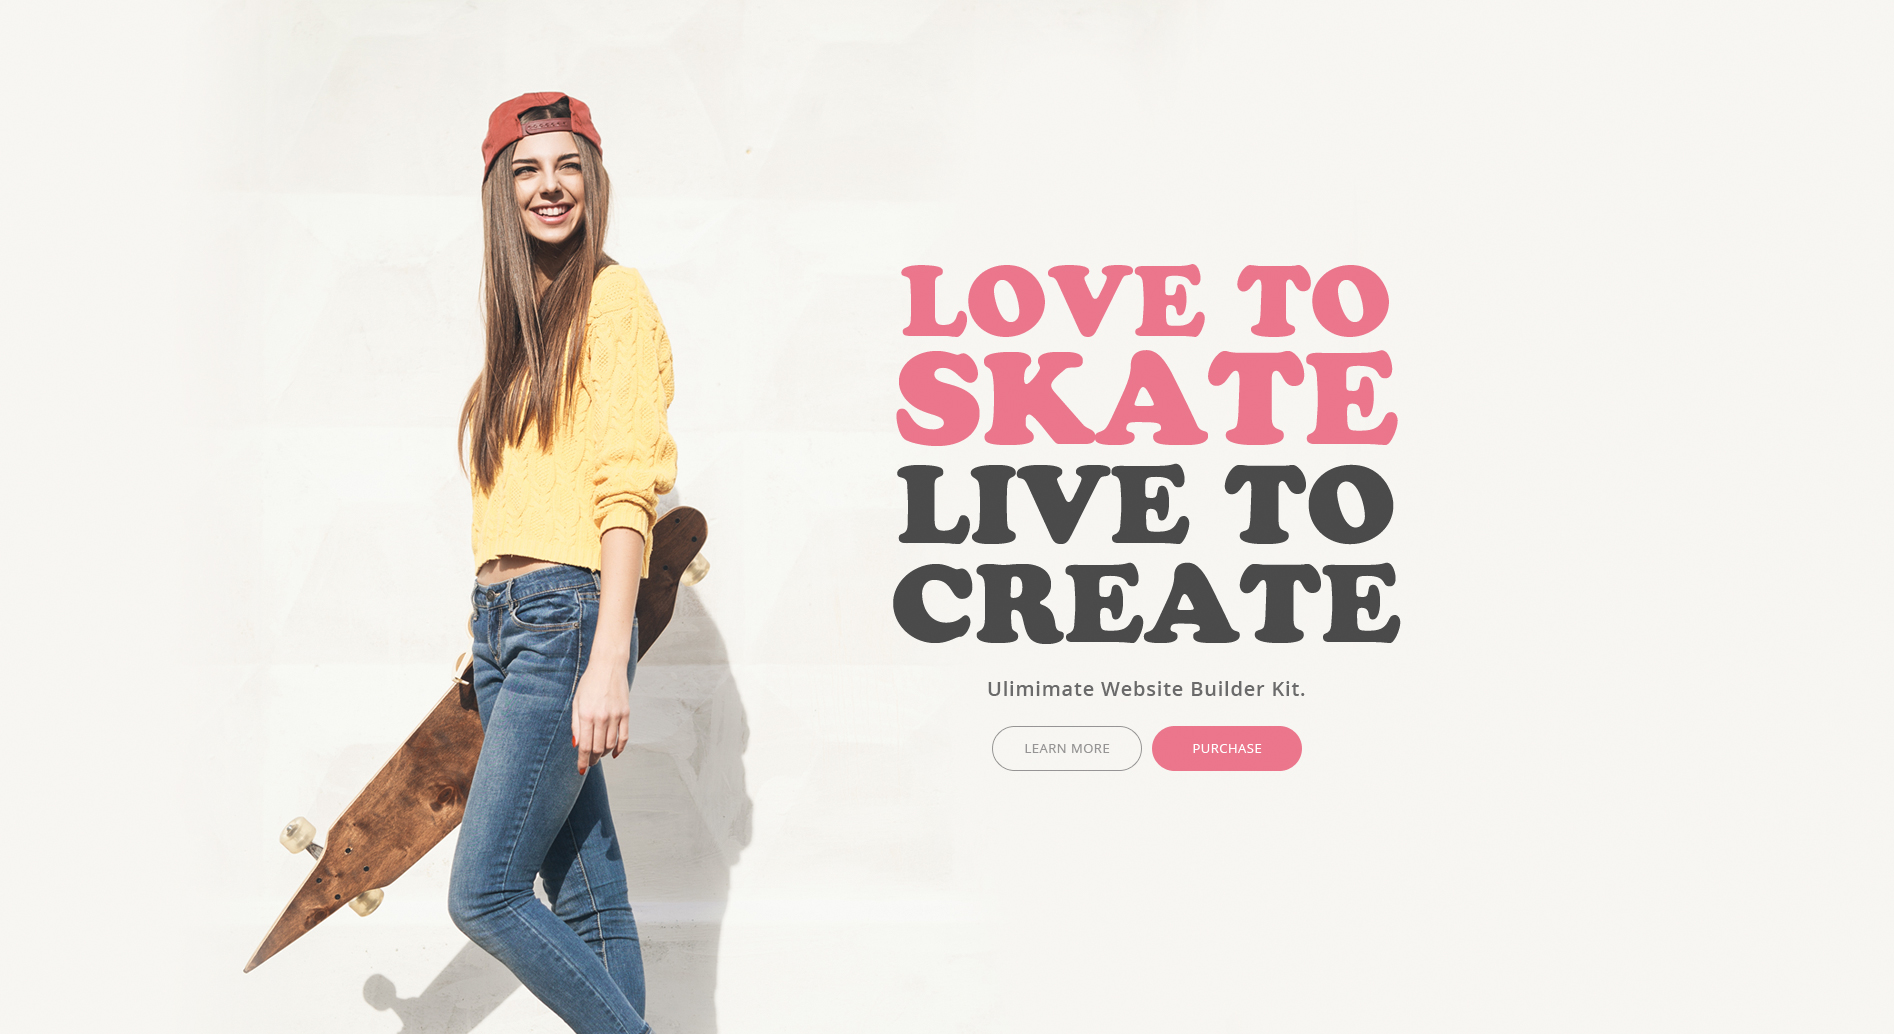 LOVE TO
SKATE
LIVE TO
CREATE
Ulimimate Website Builder Kit.
LEARN MORE PURCHASE